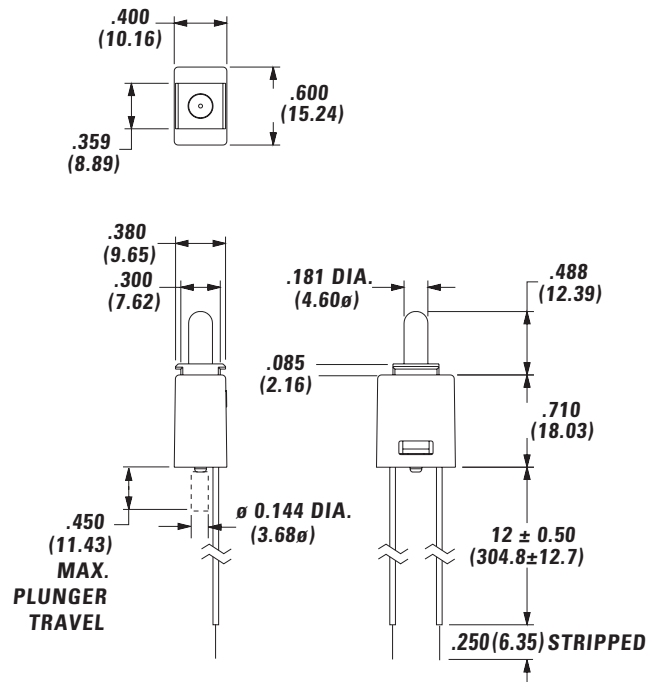 .400
(10.16)
.600
(15.24)
.359
(8.89)
.380
(9.65)
.300
(7.62)
.181 DIA.
(4.60ø)
.488
(12.39)
.085
(2.16)
.710
(18.03)
.450
(11.43)
MAX.
PLUNGER
TRAVEL
ø 0.144 DIA.
(3.68ø)
12 ± 0.50
(304.8±12.7)
.250(6.35) STRIPPED